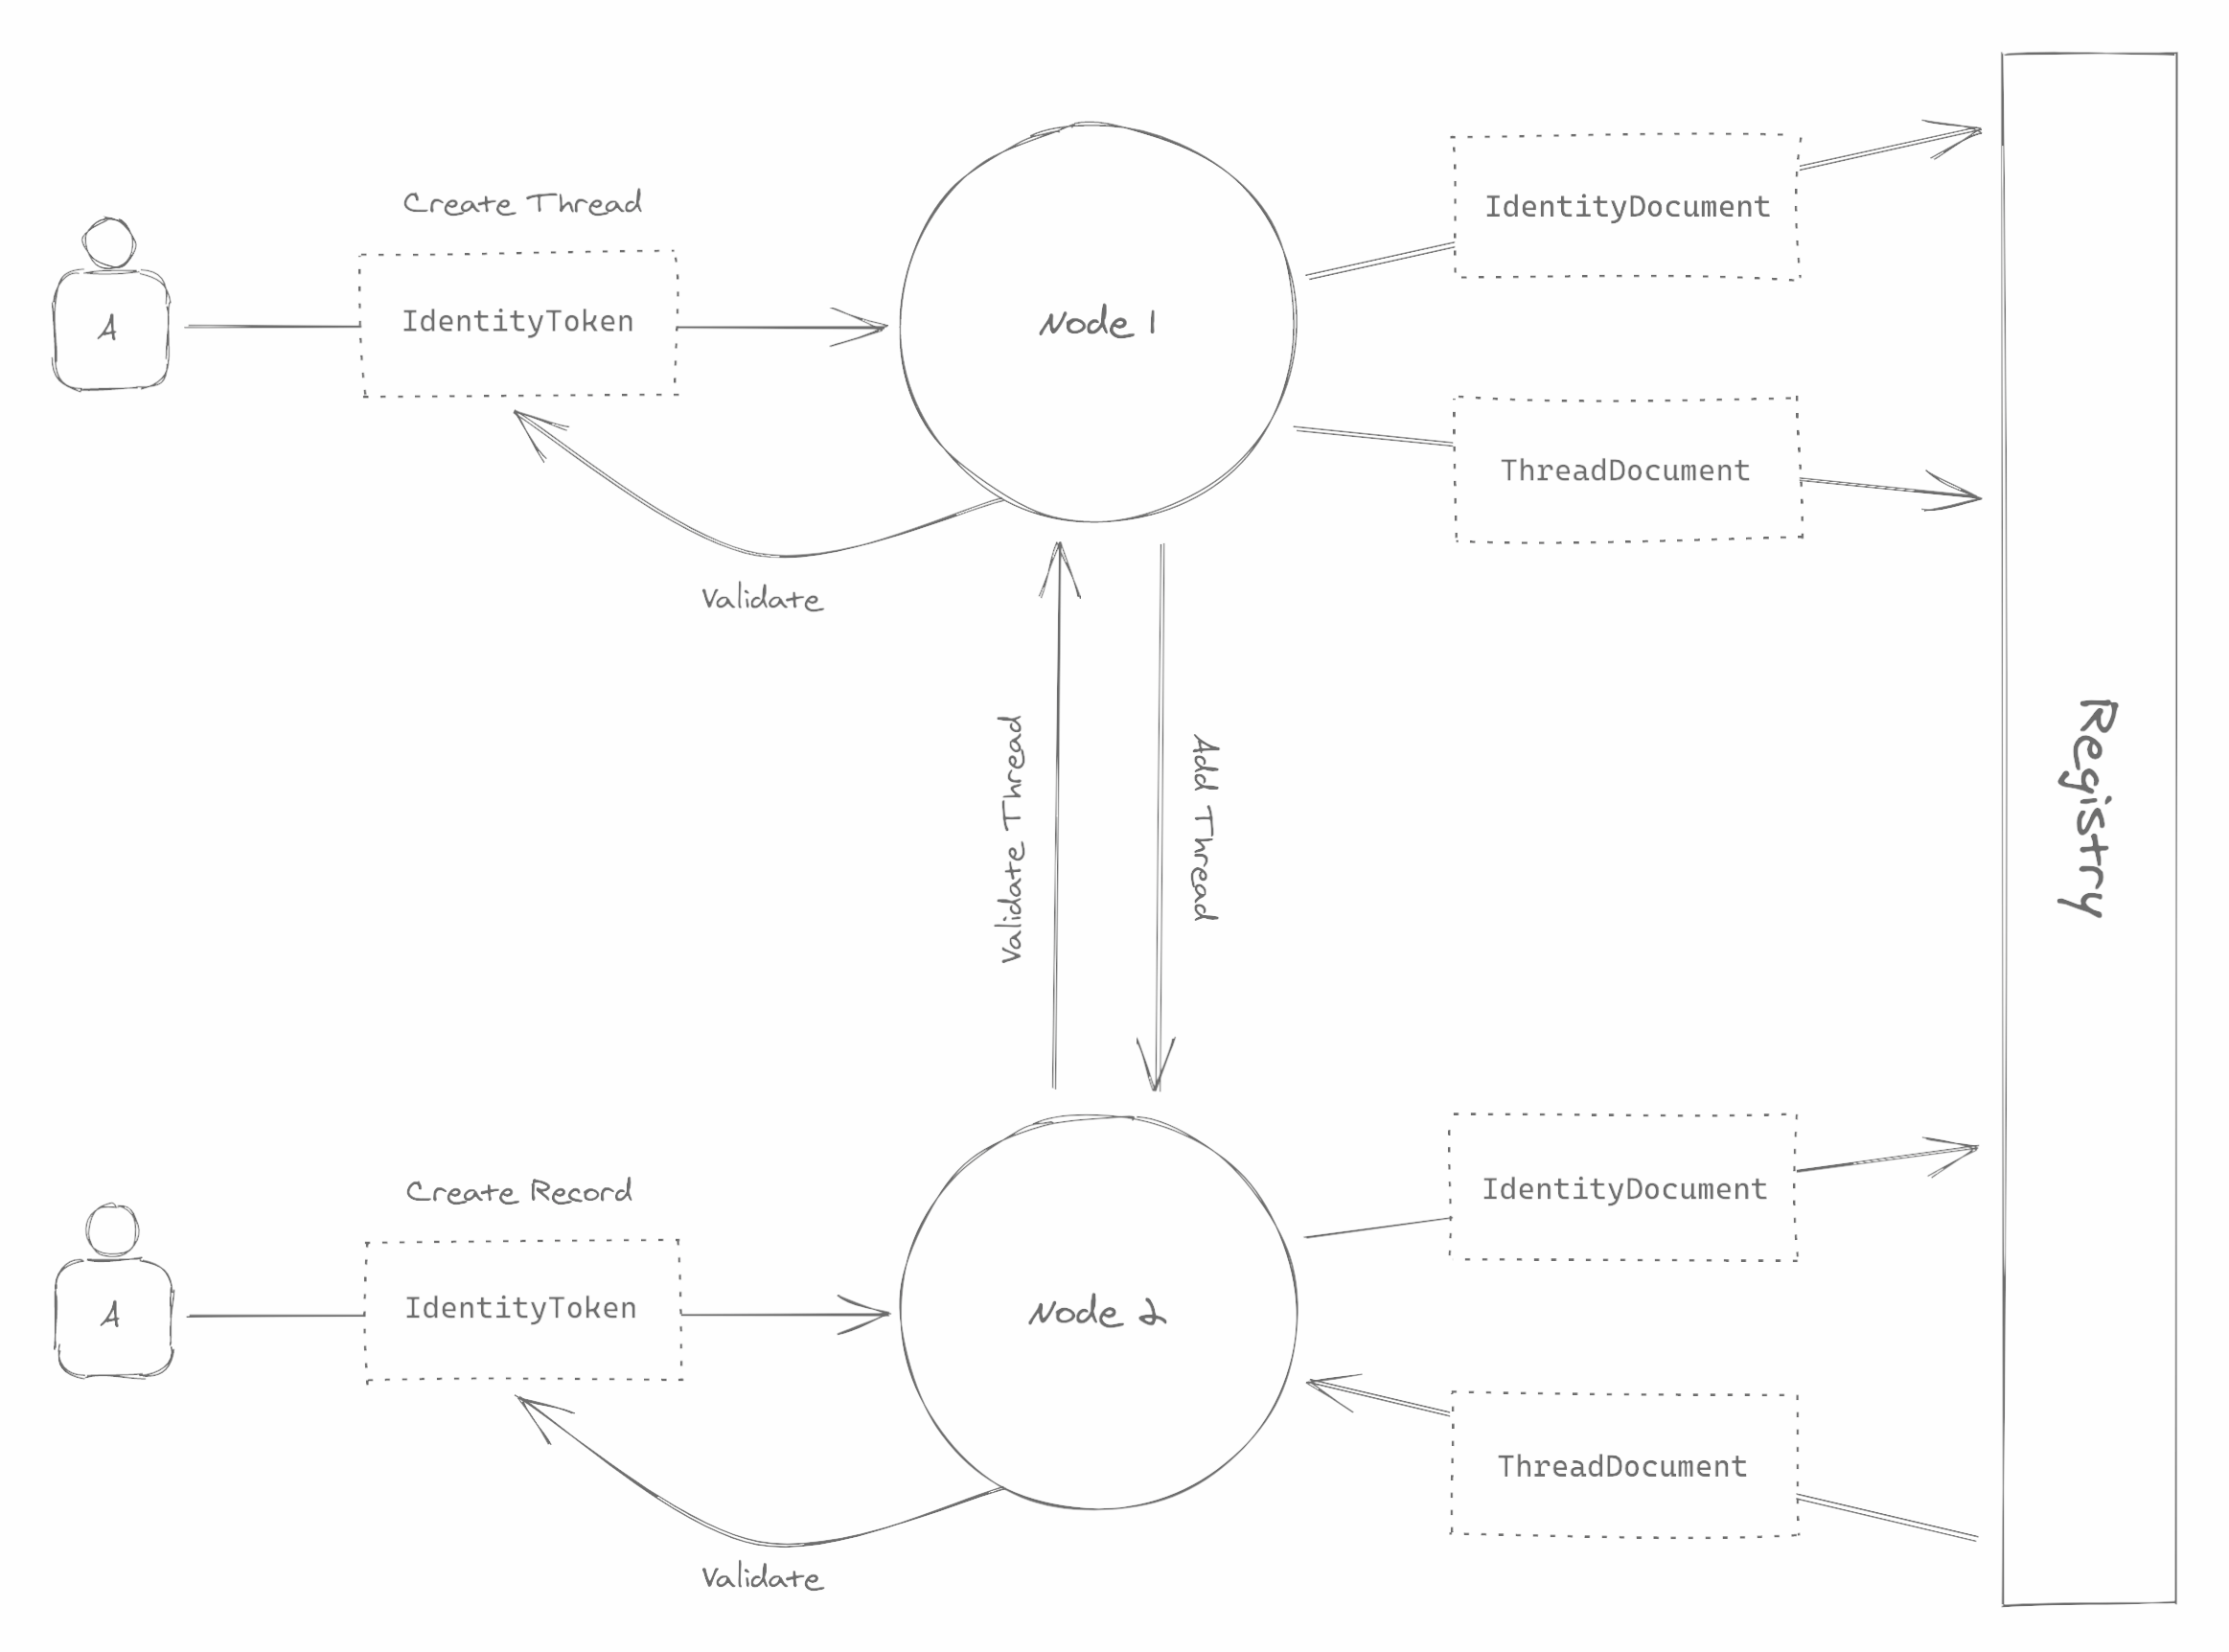 Create Thread
A
IdentityToken
Node 1
IdentityDocument
ThreadDocument
Validate
Validate Thread
Add Thread
Registry
Create Record
A
IdentityToken
Node 2
IdentityDocument
ThreadDocument
Validate